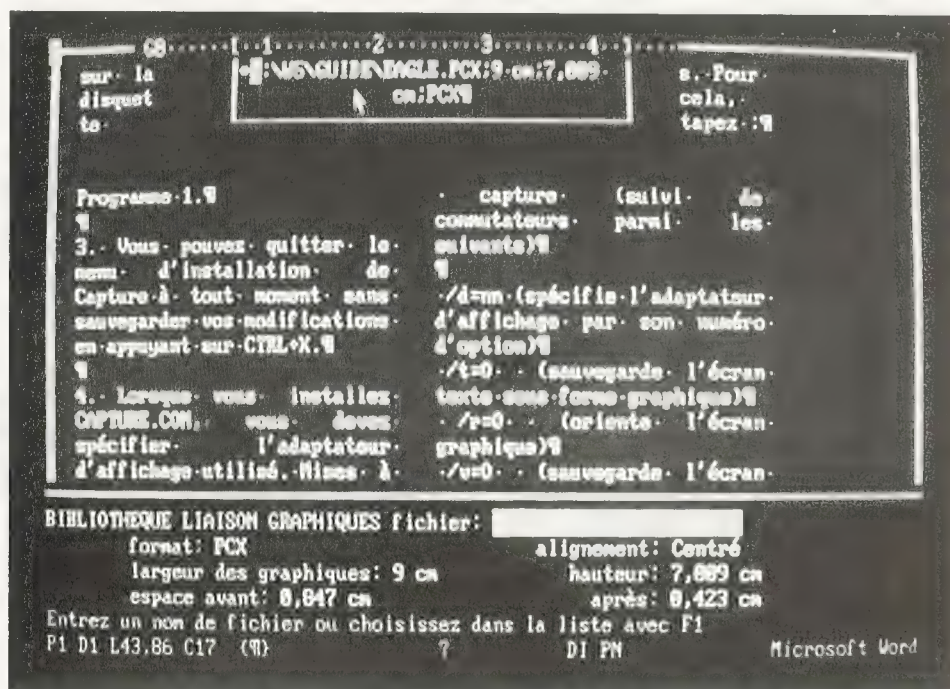 C8 1 2 3 4
sur la
disquet
te
:\W5\GUIDE\EAGLE.PCX;9 cm;7,009
cm;PCX¶
s. Pour
cela,
tapez :¶
Programme 1.¶
¶
3. Vous pouvez quitter le
menu d'installation de
Capture à tout moment sans
sauvegarder vos modifications
en appuyant sur CTRL+X.¶
¶
4. Lorsque vous installez
CAPTURE.COM, vous devez
spécifier l'adaptateur
d'affichage utilisé. Mises à
capture (suivi de
commutateurs parmi les
suivants)¶
¶
/d=nn (spécifie l'adaptateur
d'affichage par son numéro
d'option)¶
/t=0 (sauvegarde l'écran
texte sous forme graphique)¶
/r=0 (oriente l'écran
graphique)¶
/v=0 (sauvegarde l'écran
BIBLIOTHEQUE LIAISON GRAPHIQUES fichier:
format: PCX alignement: Centré
largeur des graphiques: 9 cm hauteur: 7,009 cm
espace avant: 0,847 cm après: 0,423 cm
Entrez un nom de fichier ou choisissez dans la liste avec F1
P1 D1 L43.86 C17 {¶} ? DI PN Microsoft Word